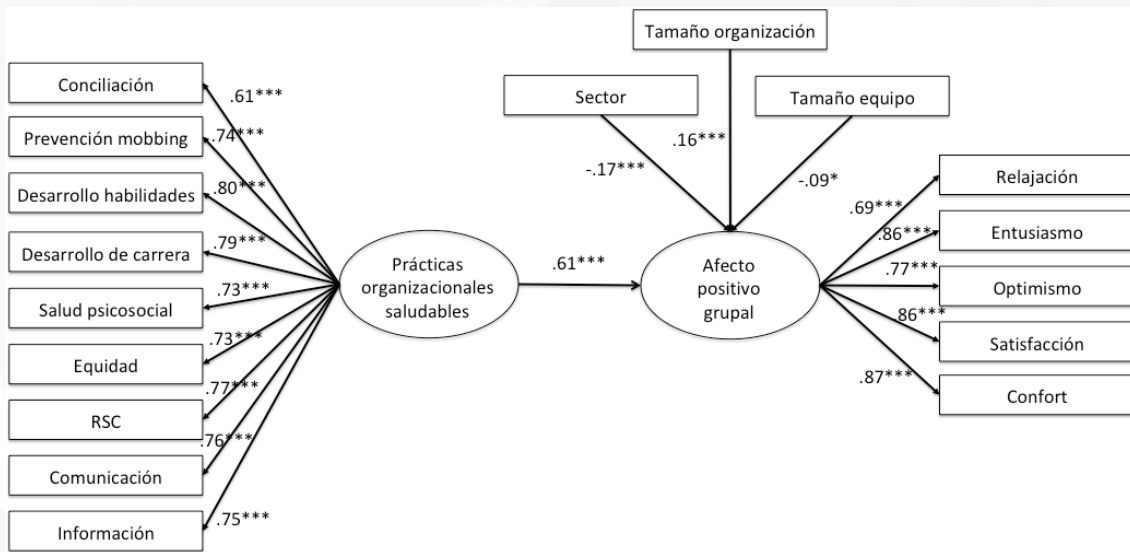 Tamaño organización
Sector
Tamaño equipo
-.17***
.16***
-.09*
Conciliación
Prevención mobbing
Desarrollo habilidades
Desarrollo de carrera
Salud psicosocial
Equidad
RSC
Comunicación
Información
.61***
.74***
.80***
.79***
.73***
.73***
.77***
.76***
.75***
Prácticas
organizacionales
saludables
.61***
Afecto
positivo
grupal
.69***
.86***
.77***
.86***
.87***
Relajación
Entusiasmo
Optimismo
Satisfacción
Confort